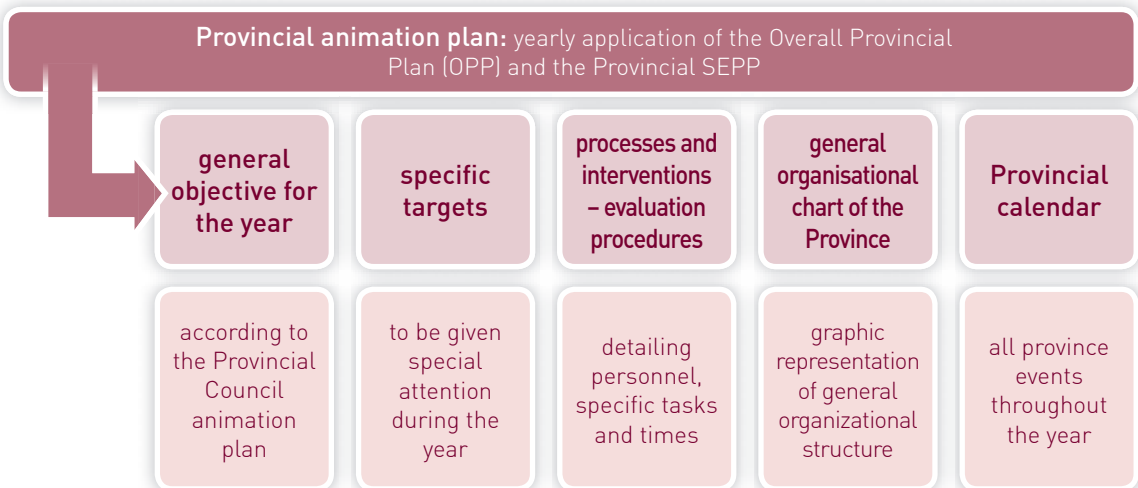 Provincial animation plan: yearly application of the Overall Provincial
Plan (OPP) and the Provincial SEPP
general
objective for
the year
specific
targets
processes and
interventions
– evaluation
procedures
general
organisational
chart of the
Province
Provincial
calendar
according to
the Provincial
Council
animation
plan
to be given
special
attention
during the
year
detailing
personnel,
specific tasks
and times
graphic
representation
of general
organizational
structure
all province
events
throughout
the year